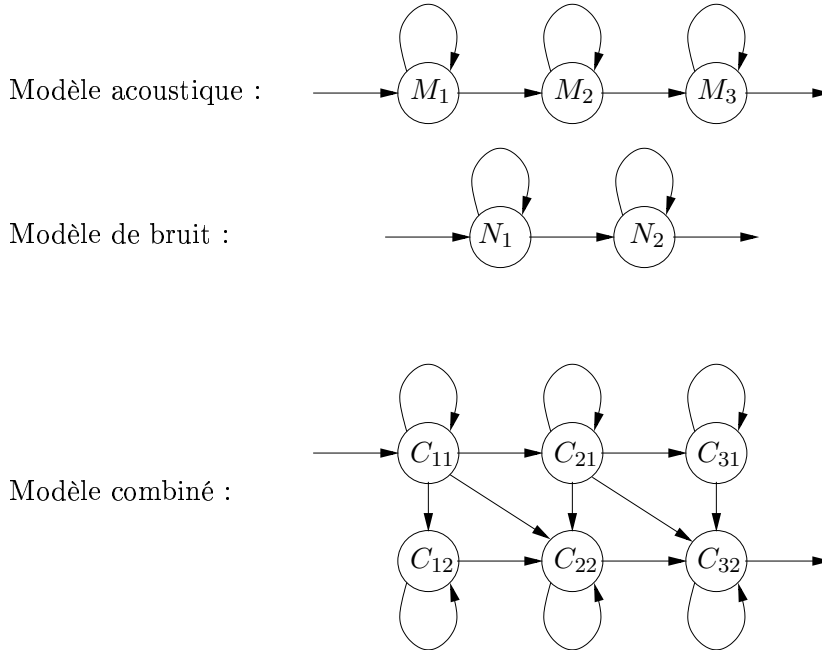 Modèle acoustique : M1 M2 M3
Modèle de bruit : N1 N2
C11 C21 C31
Modèle combiné :
C12 C22 C32